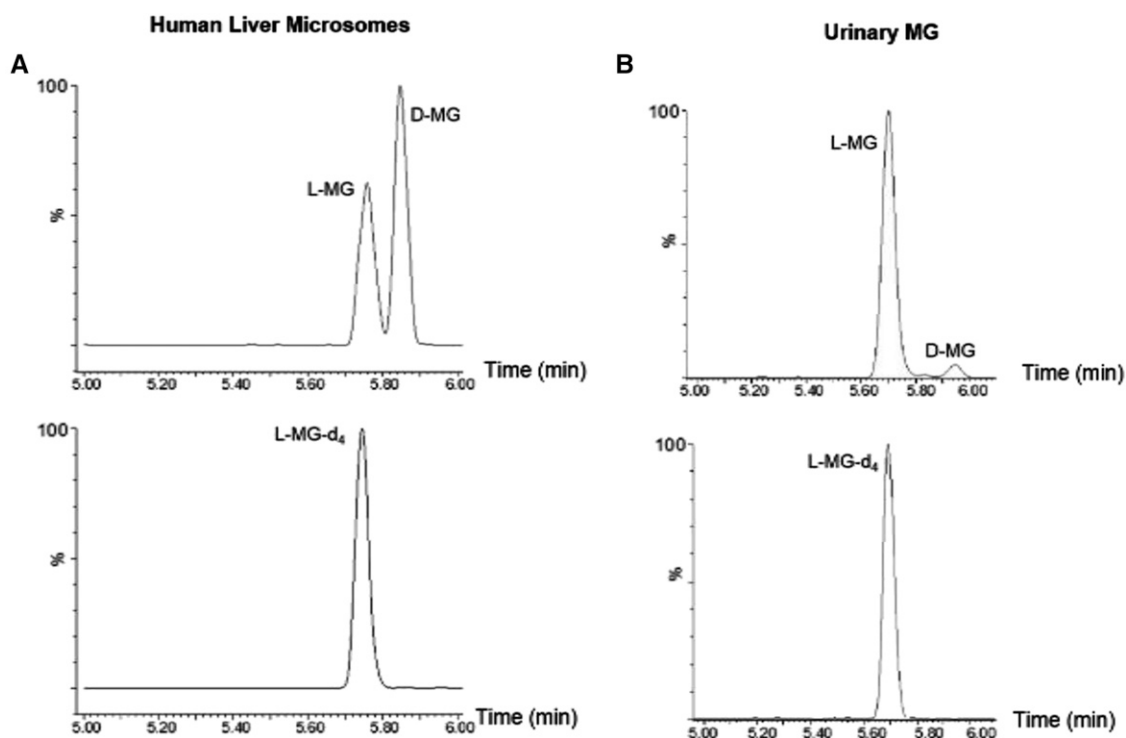 Human Liver Microsomes
A
100
D-MG
L-MG
%
5.00 5.20 5.40 5.60 5.80 6.00
Time (min)
100
L-MG-d4
%
5.00 5.20 5.40 5.60 5.80 6.00
Time (min)
Urinary MG
B
100
L-MG
%
D-MG
5.00 5.20 5.40 5.60 5.80 6.00
Time (min)
100
L-MG-d4
%
5.00 5.20 5.40 5.60 5.80 6.00
Time (min)